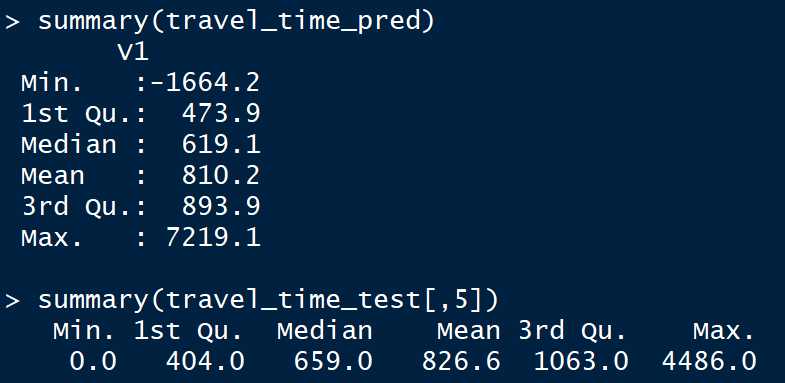 > summary(travel_time_pred)
V1
Min. :-1664.2
1st Qu.: 473.9
Median : 619.1
Mean : 810.2
3rd Qu.: 893.9
Max. : 7219.1
> summary(travel_time_test[,5])
Min. 1st Qu. Median Mean 3rd Qu. Max.
0.0 404.0 659.0 826.6 1063.0 4486.0